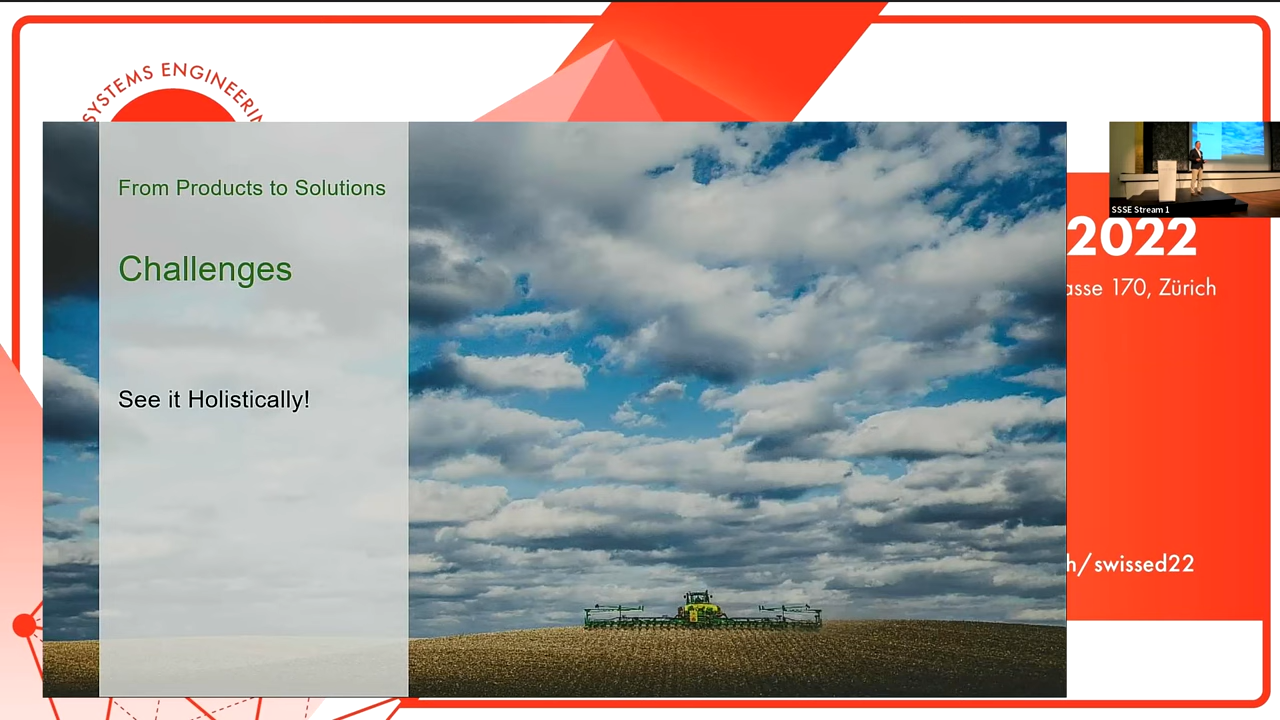 SYSTEMS ENGINEERIN
From Products to Solutions
Challenges
See it Holistically!
SSSE Stream 1
2022
asse 170, Zürich
h/swissed22